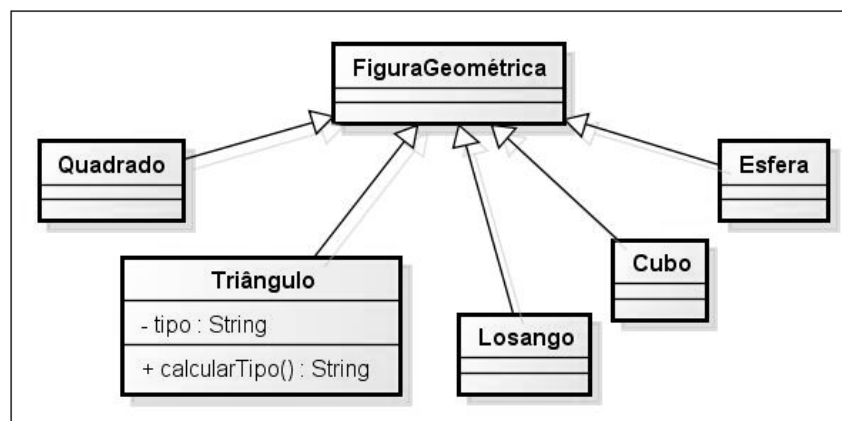 FiguraGeométrica
Quadrado
Esfera
Cubo
Triângulo
- tipo : String
+ calcularTipo() : String
Losango